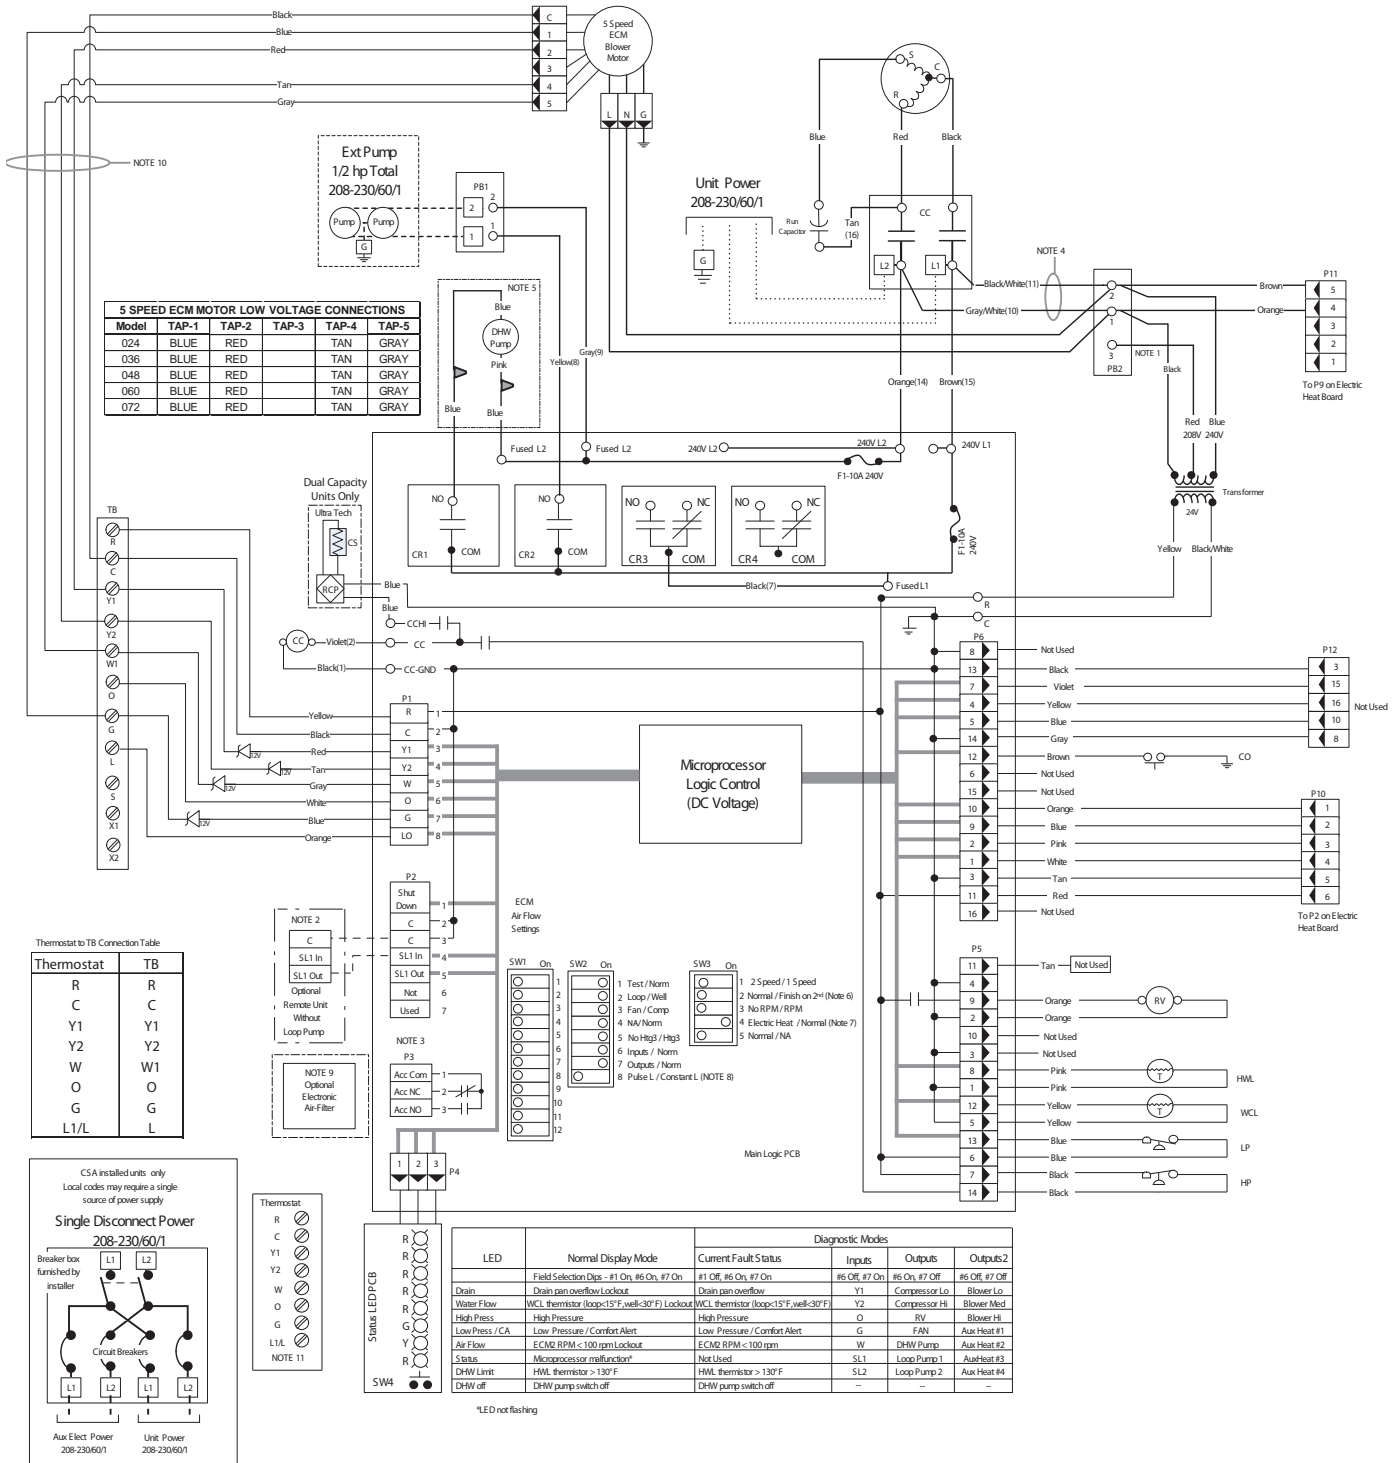 Black
Blue
Red
Tan
Gray
C
1
2
3
4
5
5 Speed
ECM
Blower
Motor
L N G
NOTE 10
Ext Pump
1/2 hp Total
208-230/60/1
Pump
Pump
G
PB1
2
2
1
1
S
C
R
Blue
Red
Black
Unit Power
208-230/60/1
G
Run
Capacitor
Tan
(16)
CC
L2
L1
NOTE 4
Black/White(11)
Gray/White(10)
2
1
3
NOTE 1
PB2
Black
Brown
Orange
P11
5
4
3
2
1
To P9 on Electric
Heat Board
Red
208V
Blue
240V
Transformer
24V
Yellow
Black/White
NOTE 5
Blue
DHW
Pump
Pink
Blue
Blue
Yellow(8)
Gray(9)
Orange(14)
Brown(15)
5 SPEED ECM MOTOR LOW VOLTAGE CONNECTIONS
Model TAP-1 TAP-2 TAP-3 TAP-4 TAP-5
024 BLUE RED TAN GRAY
036 BLUE RED TAN GRAY
048 BLUE RED TAN GRAY
060 BLUE RED TAN GRAY
072 BLUE RED TAN GRAY
Fused L2
Fused L2
240V L2
240V L2
240V L1
F1-10A 240V
F1-10A
240V
NO
CR1
COM
NO
CR2
COM
NO
NC
CR3
COM
NO
NC
CR4
COM
Black(7)
Fused L1
Dual Capacity
Units Only
Ultra Tech
CS
RCP
Blue
Blue
CCHI
CC
Violet(2)
CC
Black(1)
CC-GND
R
C
TB
R
C
Y1
Y2
W1
O
G
L
S
X1
X2
12V
12V
12V
12V
Yellow
Black
Red
Tan
Gray
White
Blue
Orange
P1
R 1
C 2
Y1 3
Y2 4
W 5
O 6
G 7
LO 8
Microprocessor
Logic Control
(DC Voltage)
P6
8 Not Used
13 Black
7 Violet
4 Yellow
5 Blue
14 Gray
12 Brown
6 Not Used
15 Not Used
10 Orange
9 Blue
2 Pink
1 White
3 Tan
11 Red
16 Not Used
CO
P12
3
15
16
10
8
Not Used
P10
1
2
3
4
5
6
To P2 on Electric
Heat Board
P2
Shut
Down 1
C 2
C 3
SL1 In 4
SL1 Out 5
Not 6
Used 7
NOTE 2
C
SL1 In
SL1 Out
Optional
Remote Unit
Without
Loop Pump
NOTE 3
P3
Acc Com 1
Acc NC 2
Acc NO 3
NOTE 9
Optional
Electronic
Air-Filter
1 2 3
P4
ECM
Air Flow
Settings
SW1 On
1
2
3
4
5
6
7
8
9
10
11
12
SW2 On
1 Test / Norm
2 Loop / Well
3 Fan / Comp
4 NA/Norm
5 No Htg3 / Htg3
6 Inputs / Norm
7 Outputs / Norm
8 Pulse L / Constant L (NOTE 8)
SW3 On
1 2 Speed / 1 Speed
2 Normal / Finish on 2nd (Note 6)
3 No RPM / RPM
4 Electric Heat / Normal (Note 7)
5 Normal / NA
Main Logic PCB
P5
11 Tan Not Used
4
9 Orange
2 Orange
10 Not Used
3 Not Used
8 Pink
1 Pink
12 Yellow
5 Yellow
13 Blue
6 Blue
7 Black
14 Black
RV
T
HWL
T
WCL
LP
HP
Thermostat to TB Connection Table
Thermostat TB
R R
C C
Y1 Y1
Y2 Y2
W W1
O O
G G
L1/L L
CSA installed units only
Local codes may require a single
source of power supply
Single Disconnect Power
208-230/60/1
Breaker box
furnished by
installer
L1
L2
Circuit Breakers
L1 L2 L1 L2
Aux Elect Power
208-230/60/1
Unit Power
208-230/60/1
Thermostat
R
C
Y1
Y2
W
O
G
L1/L
NOTE 11
Status LED PCB
R
R
R
R
R
G
Y
R
SW4
Diagnostic Modes
LED Normal Display Mode Current Fault Status Inputs Outputs Outputs2
Field Selection Dips - #1 On, #6 On, #7 On #1 Off, #6 On, #7 On #6 Off, #7 On #6 On, #7 Off #6 Off, #7 Off
Drain Drain pan overflow Lockout Drain pan overflow Y1 Compressor Lo Blower Lo
Water Flow WCL thermistor (loop<15°F,well<30°F) Lockout WCL thermistor (loop<15°F,well<30°F) Y2 Compressor Hi Blower Med
High Press High Pressure High Pressure O RV Blower Hi
Low Press / CA Low Pressure / Comfort Alert Low Pressure / Comfort Alert G FAN Aux Heat #1
Air Flow ECM2 RPM < 100 rpm Lockout ECM2 RPM < 100 rpm W DHW Pump Aux Heat #2
Status Microprocessor malfunction* Not Used SL1 Loop Pump 1 AuxHeat #3
DHW Limit HWL thermistor > 130°F HWL thermistor > 130°F SL2 Loop Pump 2 Aux Heat #4
DHW off DHW pump switch off DHW pump switch off -- -- --
*LED not flashing